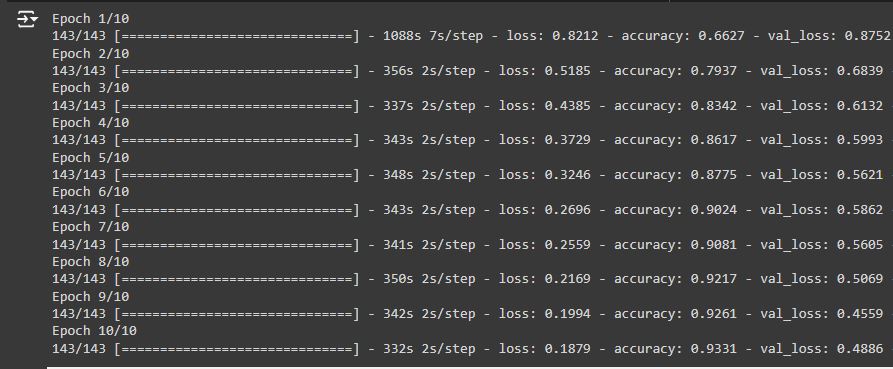 Epoch 1/10
143/143 [==============================] - 1088s 7s/step - loss: 0.8212 - accuracy: 0.6627 - val_loss: 0.8752
Epoch 2/10
143/143 [==============================] - 356s 2s/step - loss: 0.5185 - accuracy: 0.7937 - val_loss: 0.6839
Epoch 3/10
143/143 [==============================] - 337s 2s/step - loss: 0.4385 - accuracy: 0.8342 - val_loss: 0.6132
Epoch 4/10
143/143 [==============================] - 343s 2s/step - loss: 0.3729 - accuracy: 0.8617 - val_loss: 0.5993
Epoch 5/10
143/143 [==============================] - 348s 2s/step - loss: 0.3246 - accuracy: 0.8775 - val_loss: 0.5621
Epoch 6/10
143/143 [==============================] - 343s 2s/step - loss: 0.2696 - accuracy: 0.9024 - val_loss: 0.5862
Epoch 7/10
143/143 [==============================] - 341s 2s/step - loss: 0.2559 - accuracy: 0.9081 - val_loss: 0.5605
Epoch 8/10
143/143 [==============================] - 350s 2s/step - loss: 0.2169 - accuracy: 0.9217 - val_loss: 0.5069
Epoch 9/10
143/143 [==============================] - 342s 2s/step - loss: 0.1994 - accuracy: 0.9261 - val_loss: 0.4559
Epoch 10/10
143/143 [==============================] - 332s 2s/step - loss: 0.1879 - accuracy: 0.9331 - val_loss: 0.4886